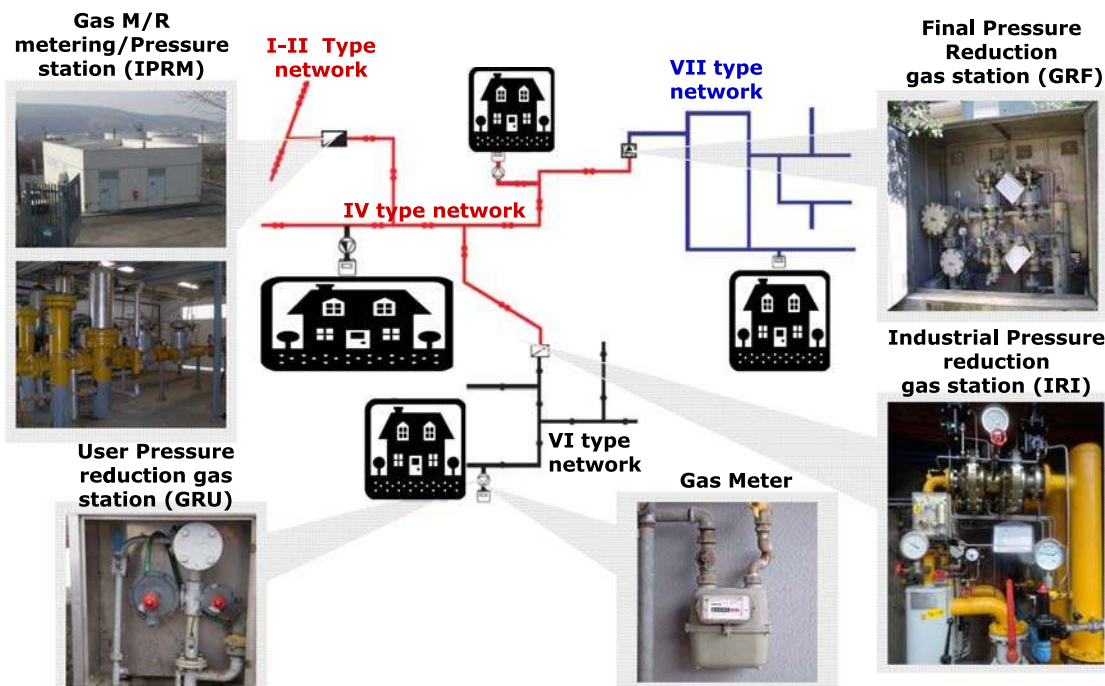 Gas M/R
metering/Pressure
station (IPRM)
I-II Type
network
VII type
network
Final Pressure
Reduction
gas station (GRF)
IV type network
Industrial Pressure
reduction
gas station (IRI)
User Pressure
reduction gas
station (GRU)
VI type
network
Gas Meter